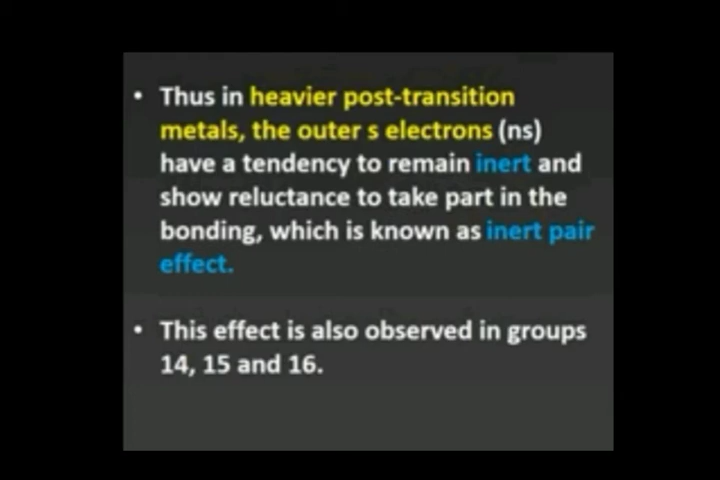 • Thus in heavier post-transition
metals, the outer s electrons (ns)
have a tendency to remain inert and
show reluctance to take part in the
bonding, which is known as inert pair
effect.
• This effect is also observed in groups
14, 15 and 16.